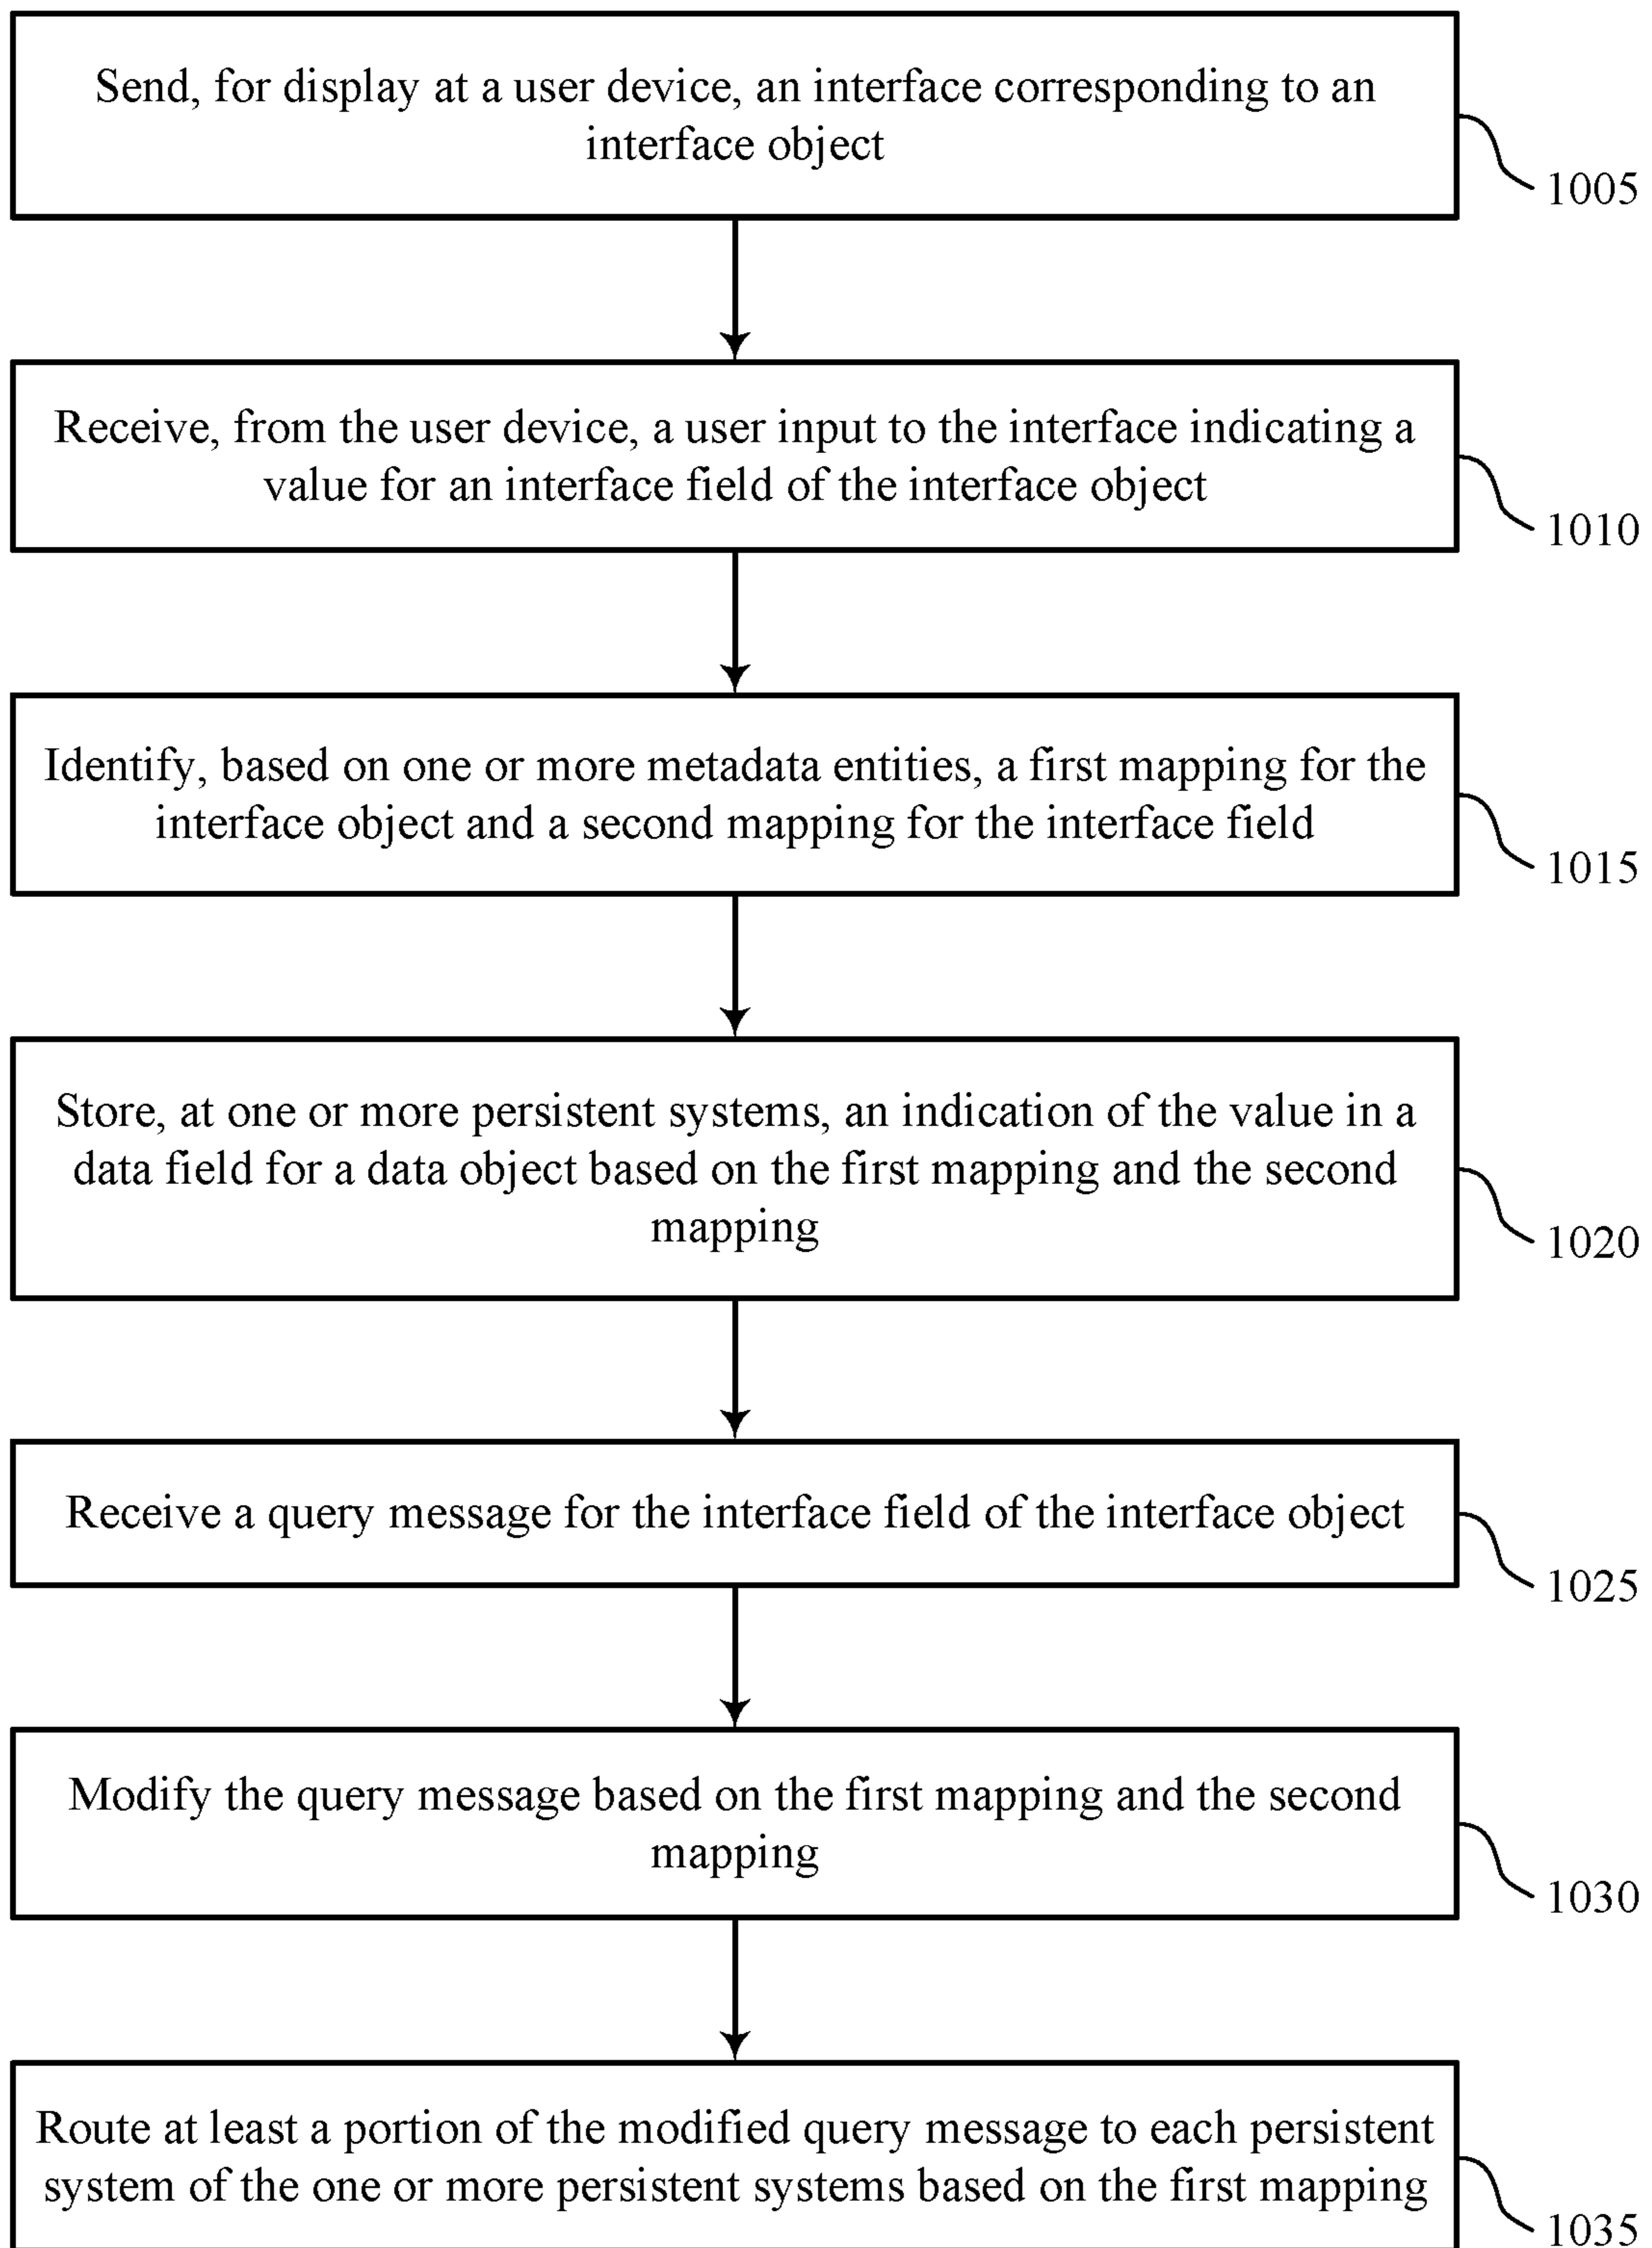 Send, for display at a user device, an interface corresponding to an
interface object
1005
Receive, from the user device, a user input to the interface indicating a
value for an interface field of the interface object
1010
Identify, based on one or more metadata entities, a first mapping for the
interface object and a second mapping for the interface field
1015
Store, at one or more persistent systems, an indication of the value in a
data field for a data object based on the first mapping and the second
mapping
1020
Receive a query message for the interface field of the interface object
1025
Modify the query message based on the first mapping and the second
mapping
1030
Route at least a portion of the modified query message to each persistent
system of the one or more persistent systems based on the first mapping
1035